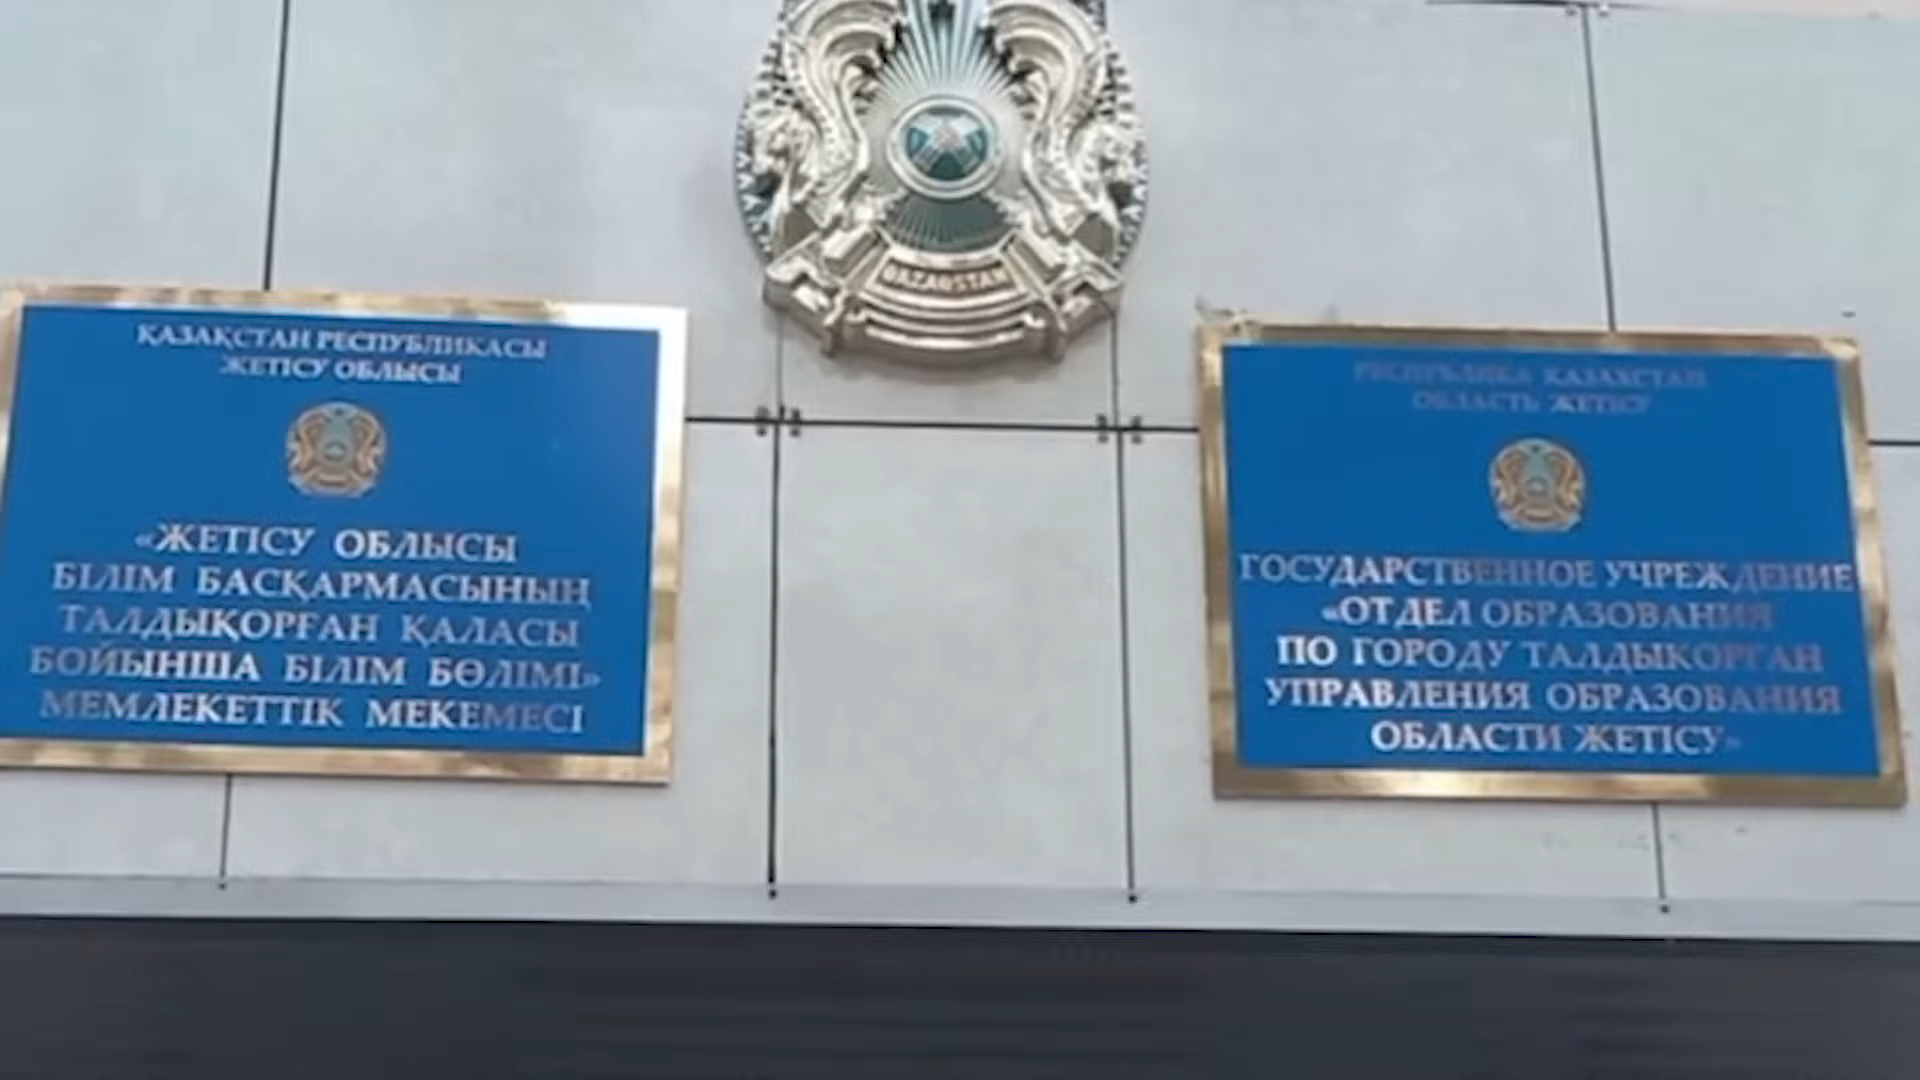 QAZAQSTAN
ҚАЗАҚСТАН РЕСПУБЛИКАСЫ
ЖЕТІСУ ОБЛЫСЫ
«ЖЕТІСУ ОБЛЫСЫ
БІЛІМ БАСҚАРМАСЫНЫҢ
ТАЛДЫҚОРҒАН ҚАЛАСЫ
БОЙЫНША БІЛІМ БӨЛІМІ»
МЕМЛЕКЕТТІК МЕКЕМЕСІ
РЕСПУБЛИКА КАЗАХСТАН
ОБЛАСТЬ ЖЕТІСУ
ГОСУДАРСТВЕННОЕ УЧРЕЖДЕНИЕ
«ОТДЕЛ ОБРАЗОВАНИЯ
ПО ГОРОДУ ТАЛДЫКОРГАН
УПРАВЛЕНИЯ ОБРАЗОВАНИЯ
ОБЛАСТИ ЖЕТІСУ»